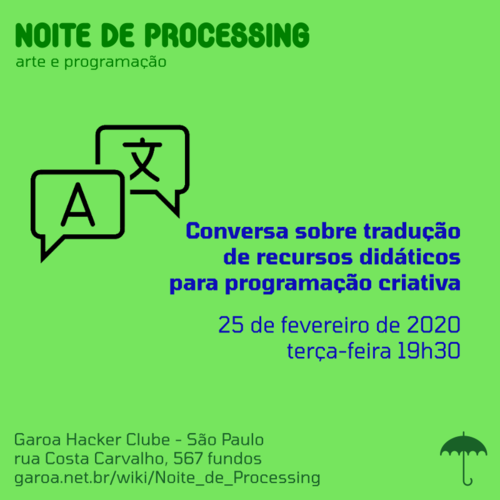 NOITE DE PROCESSING
arte e programação
文
A
Conversa sobre tradução
de recursos didáticos
para programação criativa
25 de fevereiro de 2020
terça-feira 19h30
Garoa Hacker Clube - São Paulo
rua Costa Carvalho, 567 fundos
garoa.net.br/wiki/Noite_de_Processing